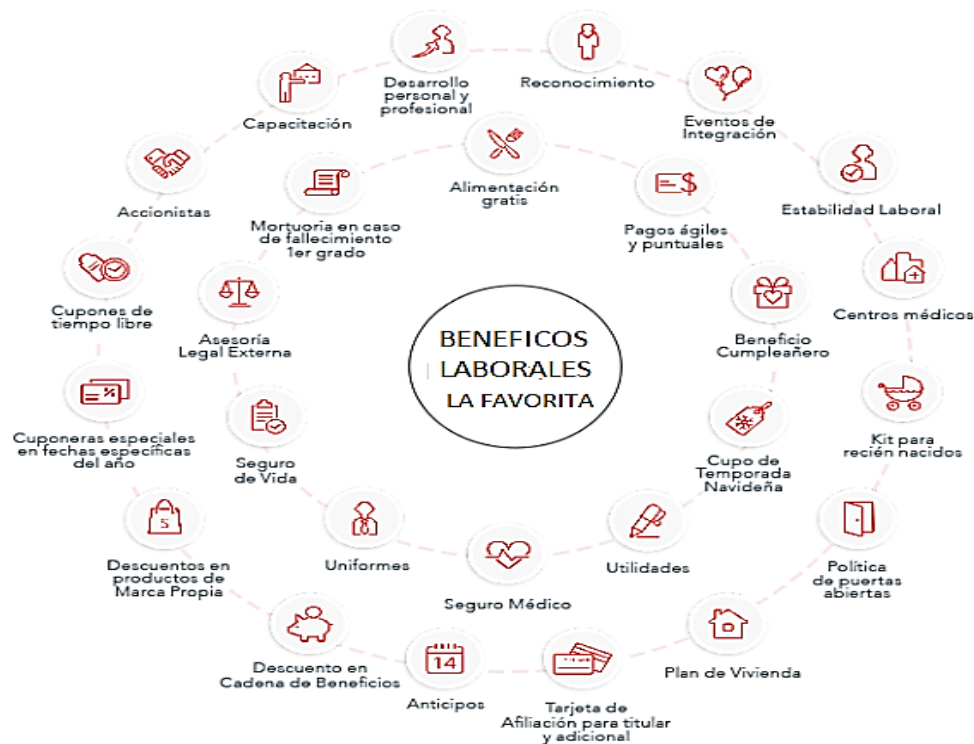 BENEFICOS
LABORALES
LA FAVORITA
Desarrollo
personal y
profesional
Reconocimiento
Eventos de
Integración
Estabilidad Laboral
Centros médicos
Kit para
recién nacidos
Política
de puertas
abiertas
Plan de Vivienda
Tarjeta de
Afiliación para titular
y adicional
14
Anticipos
Descuento en
Cadena de Beneficios
S
Descuentos en
productos de
Marca Propia
%
Cuponeras especiales
en fechas específicas
del año
Cupones de
tiempo libre
Accionistas
Capacitación
Alimentación
gratis
$
Pagos ágiles
y puntuales
Beneficio
Cumpleañero
Cupo de
Temporada
Navideña
Utilidades
Seguro Médico
Uniformes
Seguro
de Vida
Asesoría
Legal Externa
Mortuoria en caso
de fallecimiento
1er grado